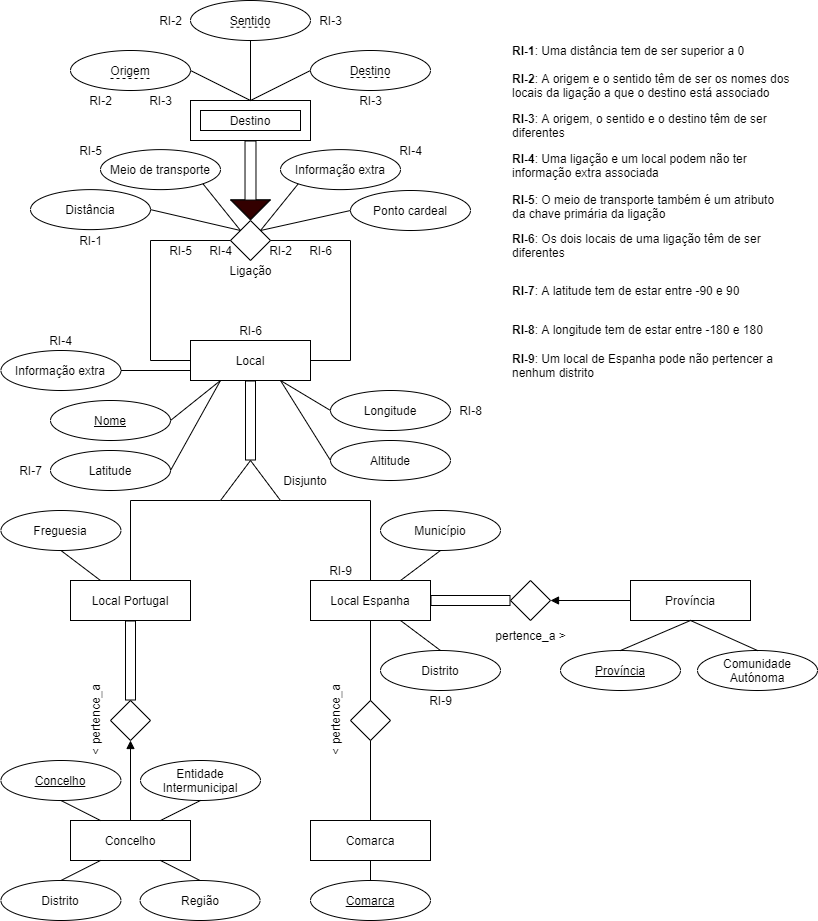 RI-2
Sentido
RI-3
Origem
Destino
RI-2
RI-3
RI-3
Destino
RI-5
RI-4
Meio de transporte
Informação extra
Distância
Ponto cardeal
RI-1
RI-5
RI-4
RI-2
RI-6
Ligação
RI-6
Local
RI-4
Informação extra
Nome
Longitude
RI-8
RI-7
Latitude
Altitude
Disjunto
Freguesia
Município
RI-9
Local Portugal
Local Espanha
Província
pertence_a >
Distrito
RI-9
Província
Comunidade
Autónoma
< pertence_a
< pertence_a
Concelho
Entidade
Intermunicipal
Concelho
Comarca
Distrito
Região
Comarca
RI-1: Uma distância tem de ser superior a 0
RI-2: A origem e o sentido têm de ser os nomes dos
locais da ligação a que o destino está associado
RI-3: A origem, o sentido e o destino têm de ser
diferentes
RI-4: Uma ligação e um local podem não ter
informação extra associada
RI-5: O meio de transporte também é um atributo
da chave primária da ligação
RI-6: Os dois locais de uma ligação têm de ser
diferentes
RI-7: A latitude tem de estar entre -90 e 90
RI-8: A longitude tem de estar entre -180 e 180
RI-9: Um local de Espanha pode não pertencer a
nenhum distrito